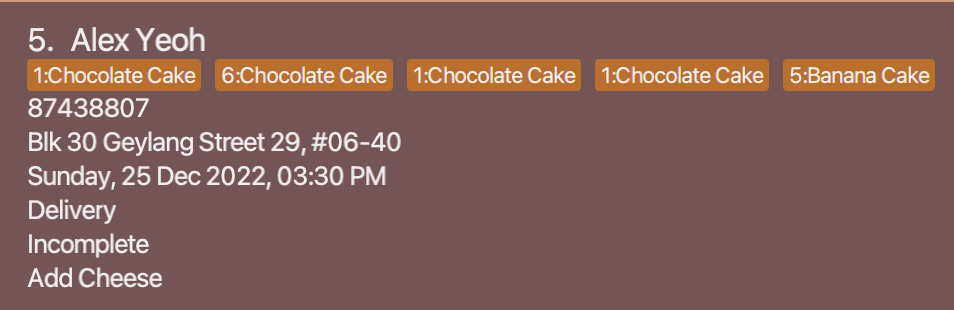 5. Alex Yeoh
1:Chocolate Cake 6:Chocolate Cake 1:Chocolate Cake 1:Chocolate Cake 5:Banana Cake
87438807
Blk 30 Geylang Street 29, #06-40
Sunday, 25 Dec 2022, 03:30 PM
Delivery
Incomplete
Add Cheese